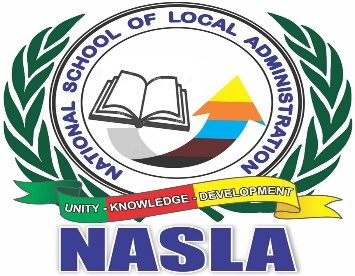 NATIONAL SCHOOL OF LOCAL ADMINISTRATION
UNITY - KNOWLEDGE - DEVELOPMENT
NASLA